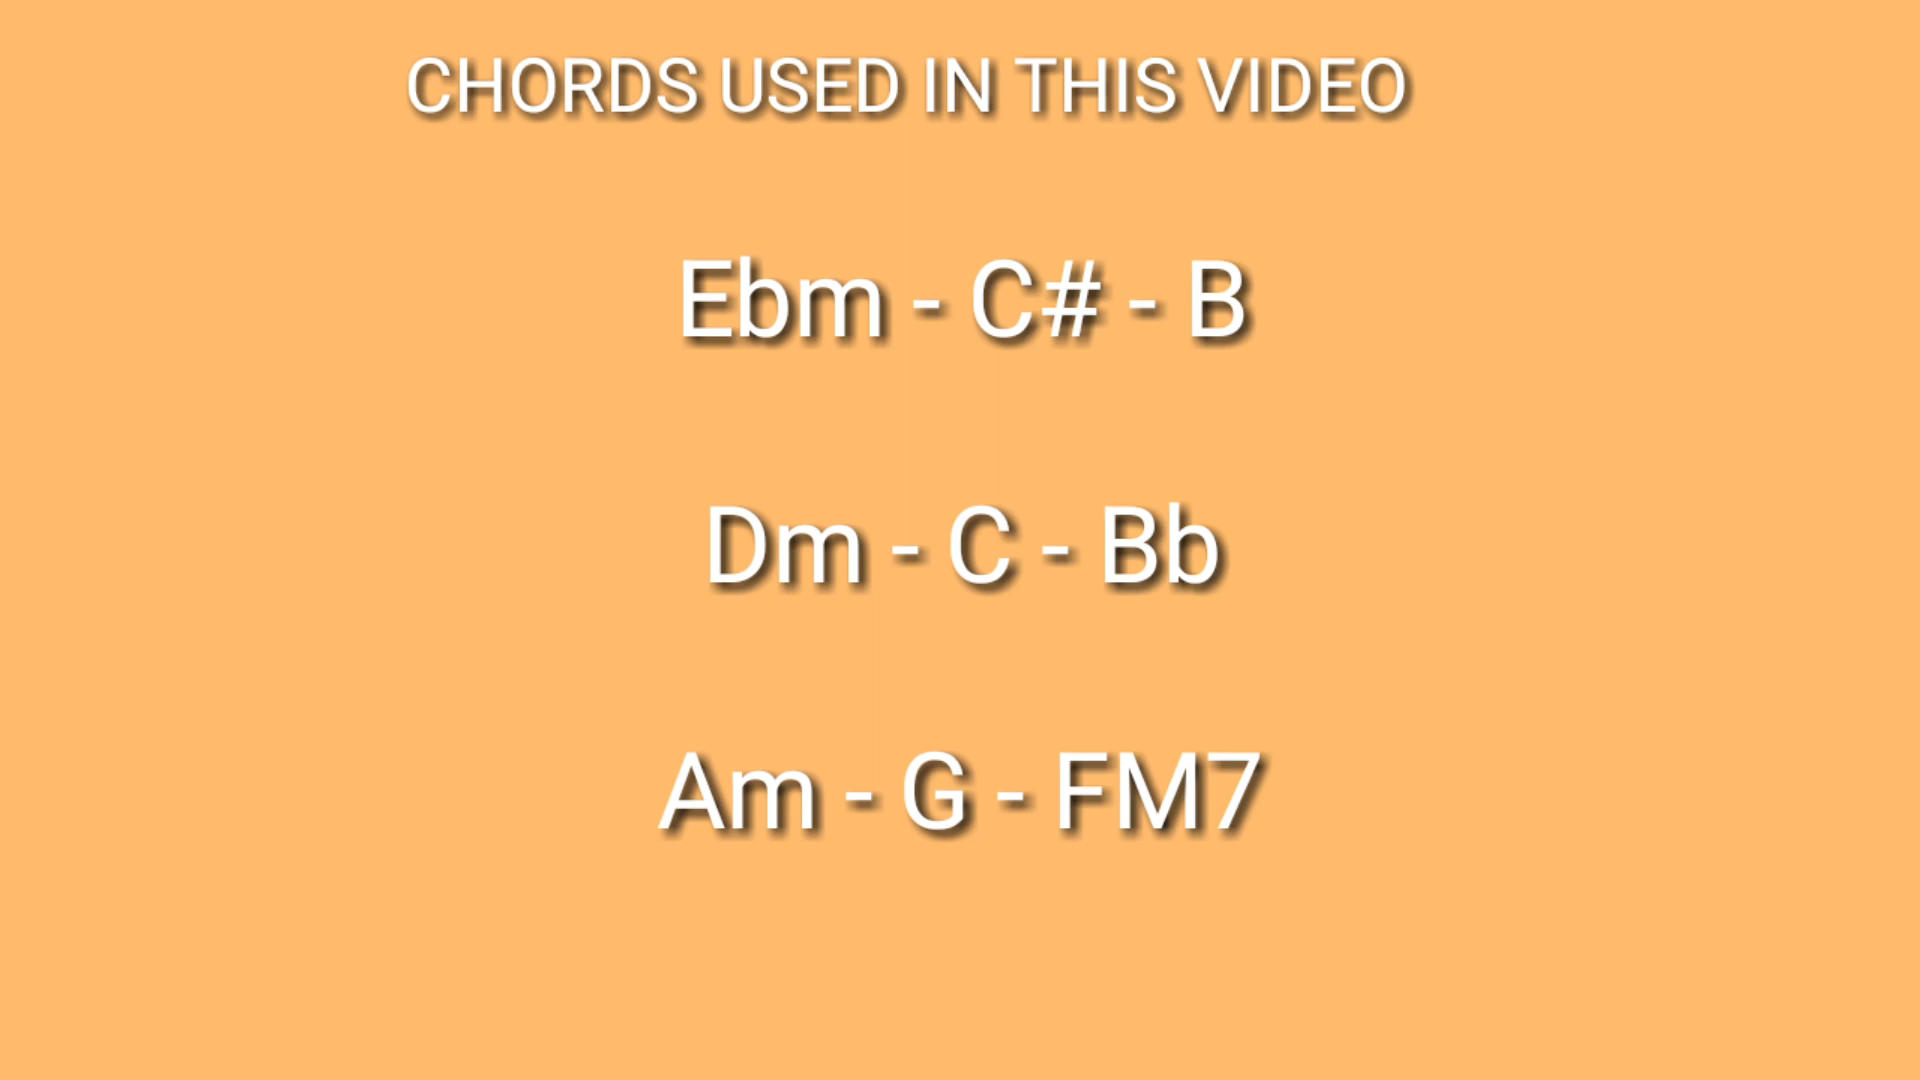 CHORDS USED IN THIS VIDEO
Ebm - C# - B
Dm - C - Bb
Am - G - FM7